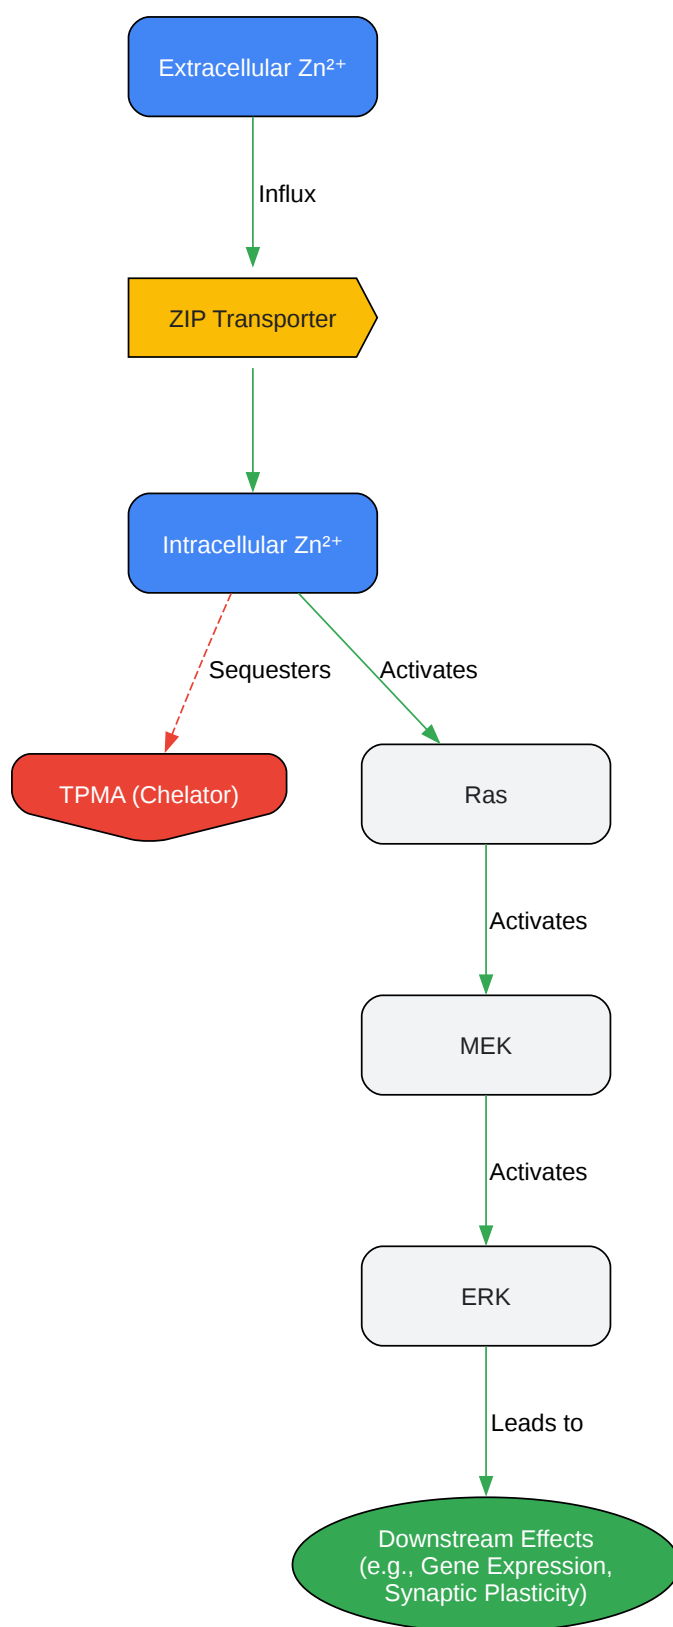 Extracellular Zn²⁺
Influx
ZIP Transporter
Intracellular Zn²⁺
Sequesters
Activates
TPMA (Chelator)
Ras
Activates
MEK
Activates
ERK
Leads to
Downstream Effects
(e.g., Gene Expression,
Synaptic Plasticity)